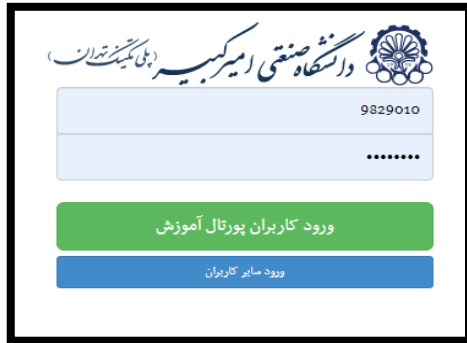 دانشگاه صنعتی امیرکبیر (پلی تکنیک تهران)
9829010
••••••••
ورود کاربران پورتال آموزش
ورود سایر کاربران